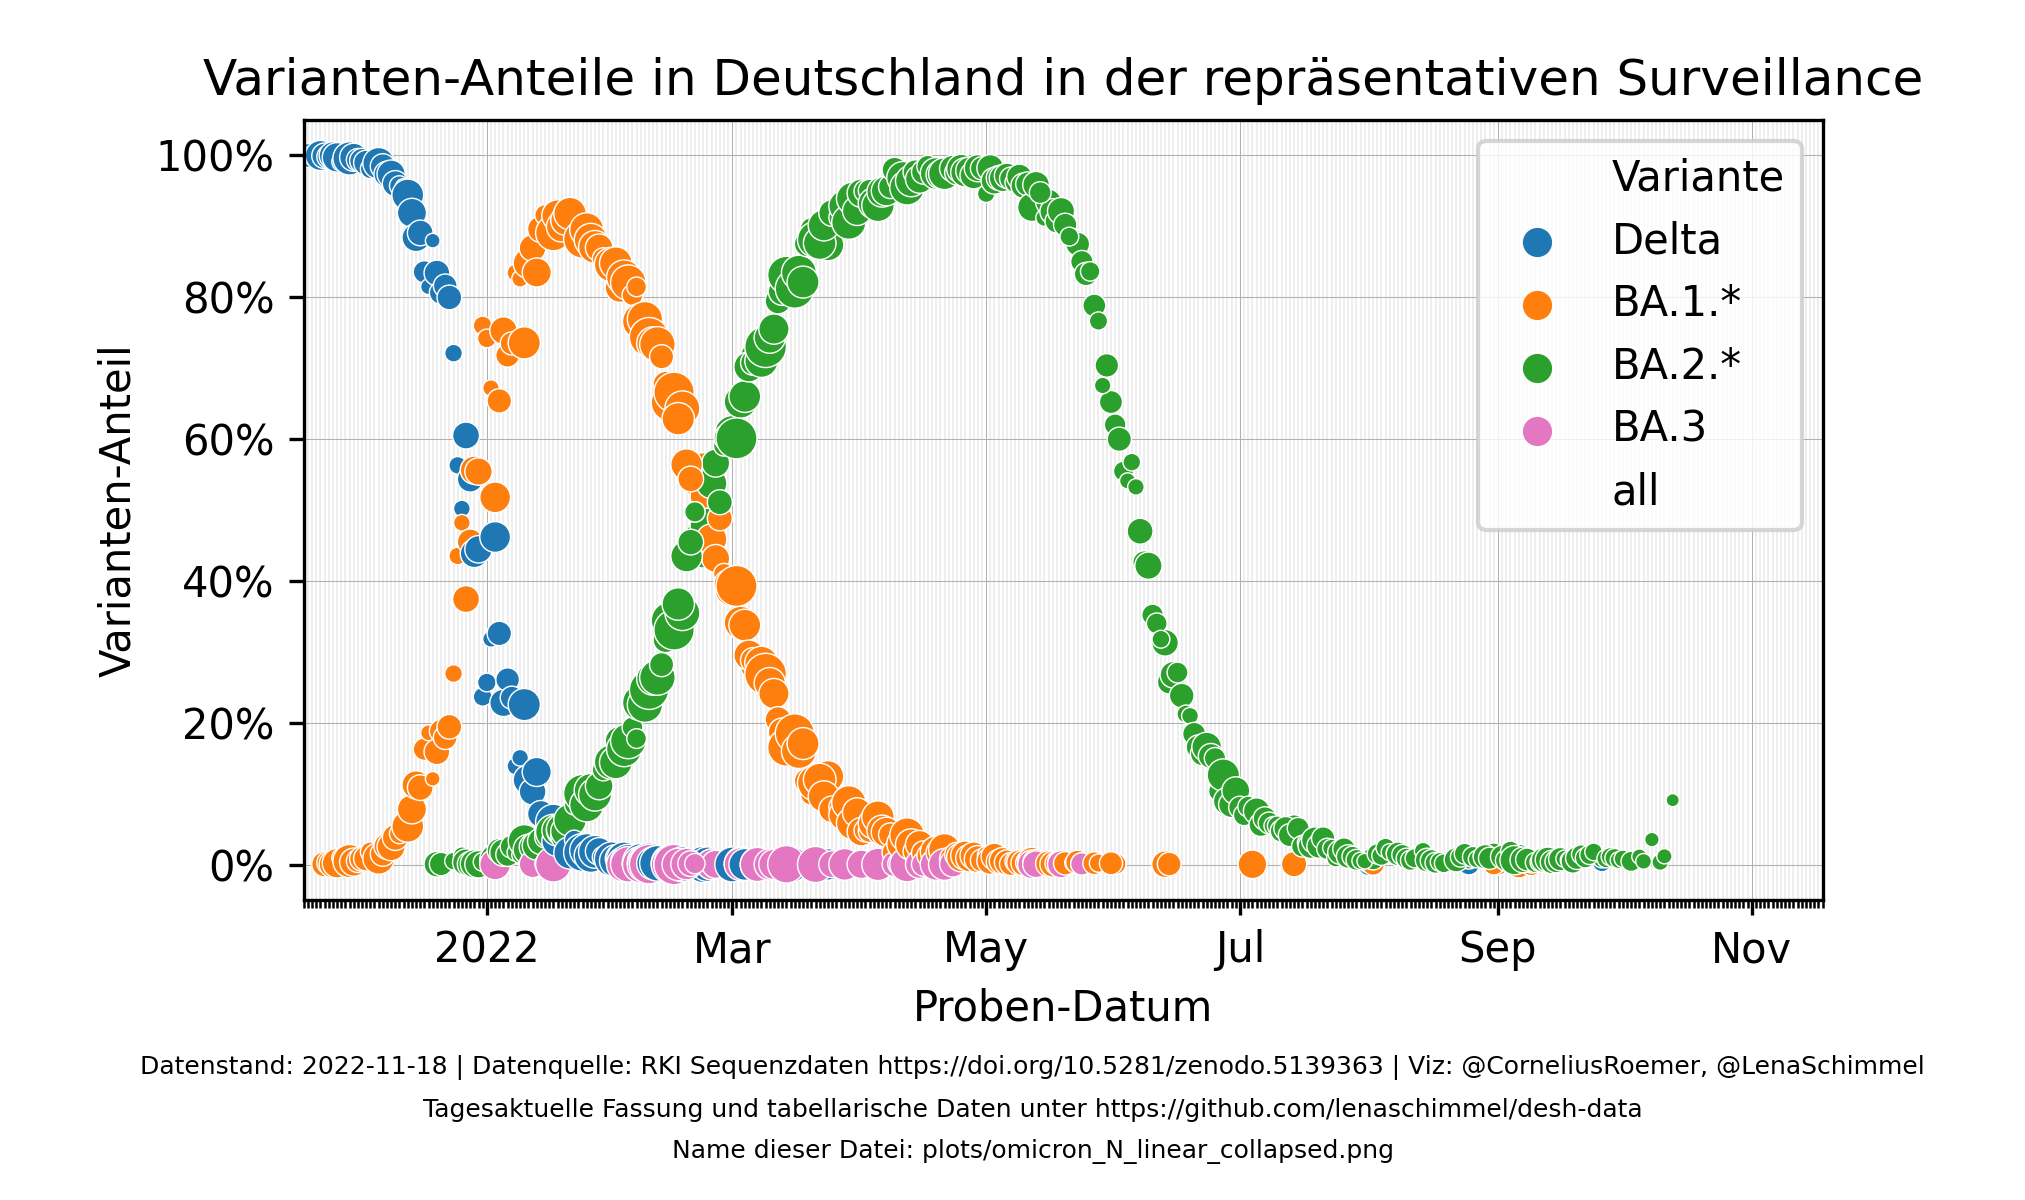 Varianten-Anteile in Deutschland in der repräsentativen Surveillance
Varianten-Anteil
100%
80%
60%
40%
20%
0%
Variante
Delta
BA.1.*
BA.2.*
BA.3
all
2022
Mar
May
Jul
Sep
Nov
Proben-Datum
Datenstand: 2022-11-18 | Datenquelle: RKI Sequenzdaten https://doi.org/10.5281/zenodo.5139363 | Viz: @CorneliusRoemer, @LenaSchimmel
Tagesaktuelle Fassung und tabellarische Daten unter https://github.com/lenaschimmel/desh-data
Name dieser Datei: plots/omicron_N_linear_collapsed.png